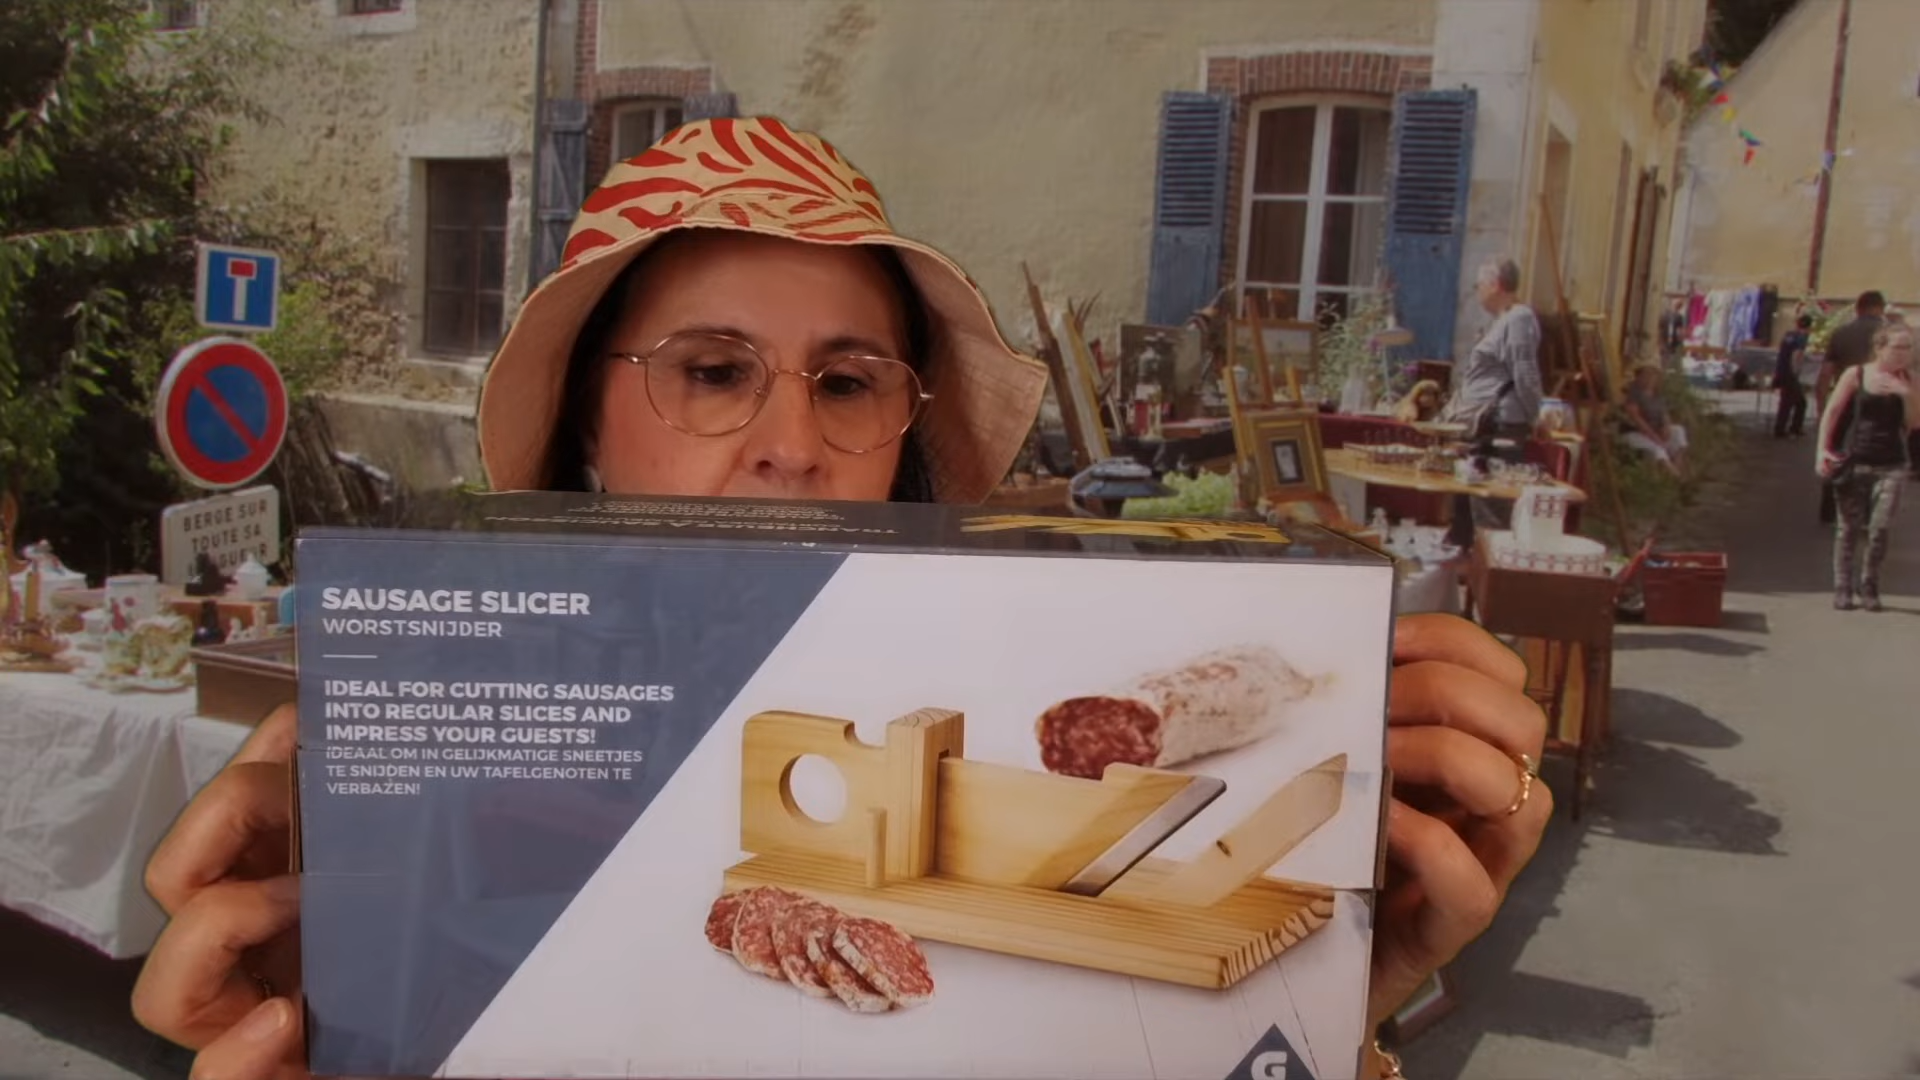 BERGE SUR
TOUTE SA
SAUSAGE SLICER
WORSTSNIJDER
IDEAL FOR CUTTING SAUSAGES
INTO REGULAR SLICES AND
IMPRESS YOUR GUESTS!
IDEAAL OM IN GELIJKMATIGE SNEETJES
TE SNIJDEN EN UW TAFELGENOTEN TE
VERBAZEN!
G